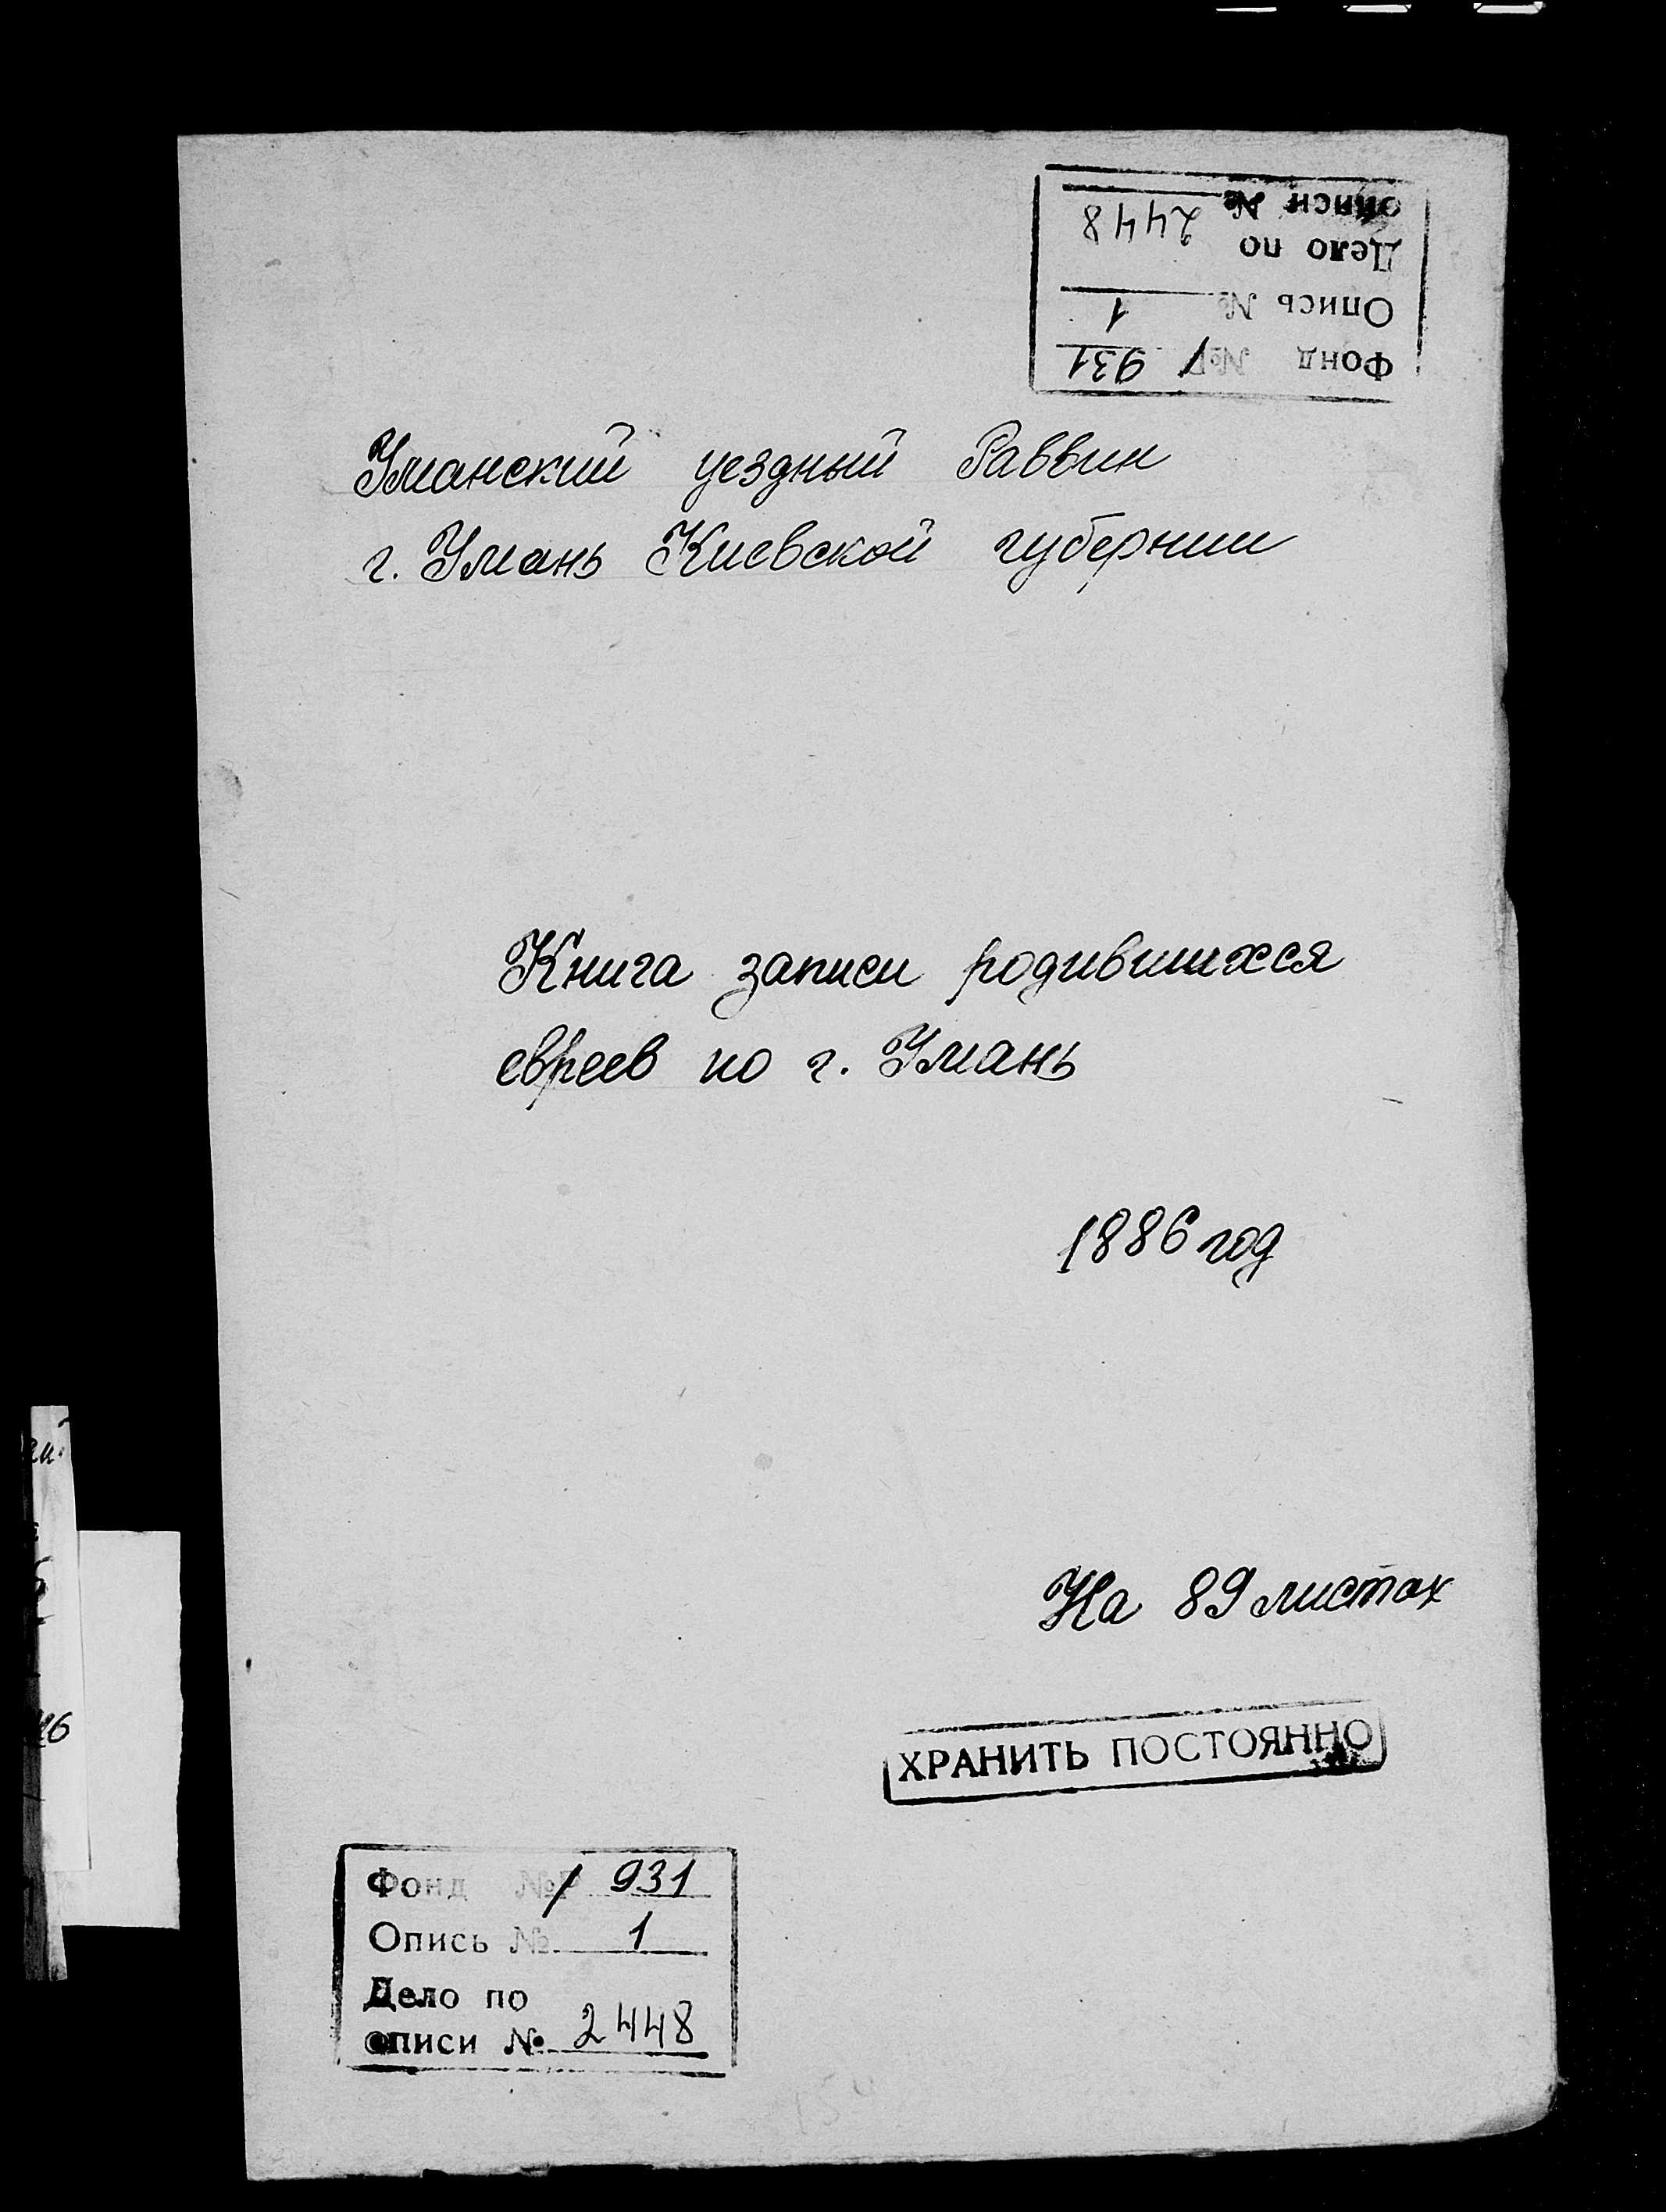 Фонд № 931
Опись № 1
Дело по
описи № 2448
Уманский уездный Раввин
г. Умань Киевской губернии
Книга записи родившихся
евреев по г. Умань
1886 год
На 89 листах
ХРАНИТЬ ПОСТОЯННО
Фонд №Р 931
Опись № 1
Дело по
описи № 2448